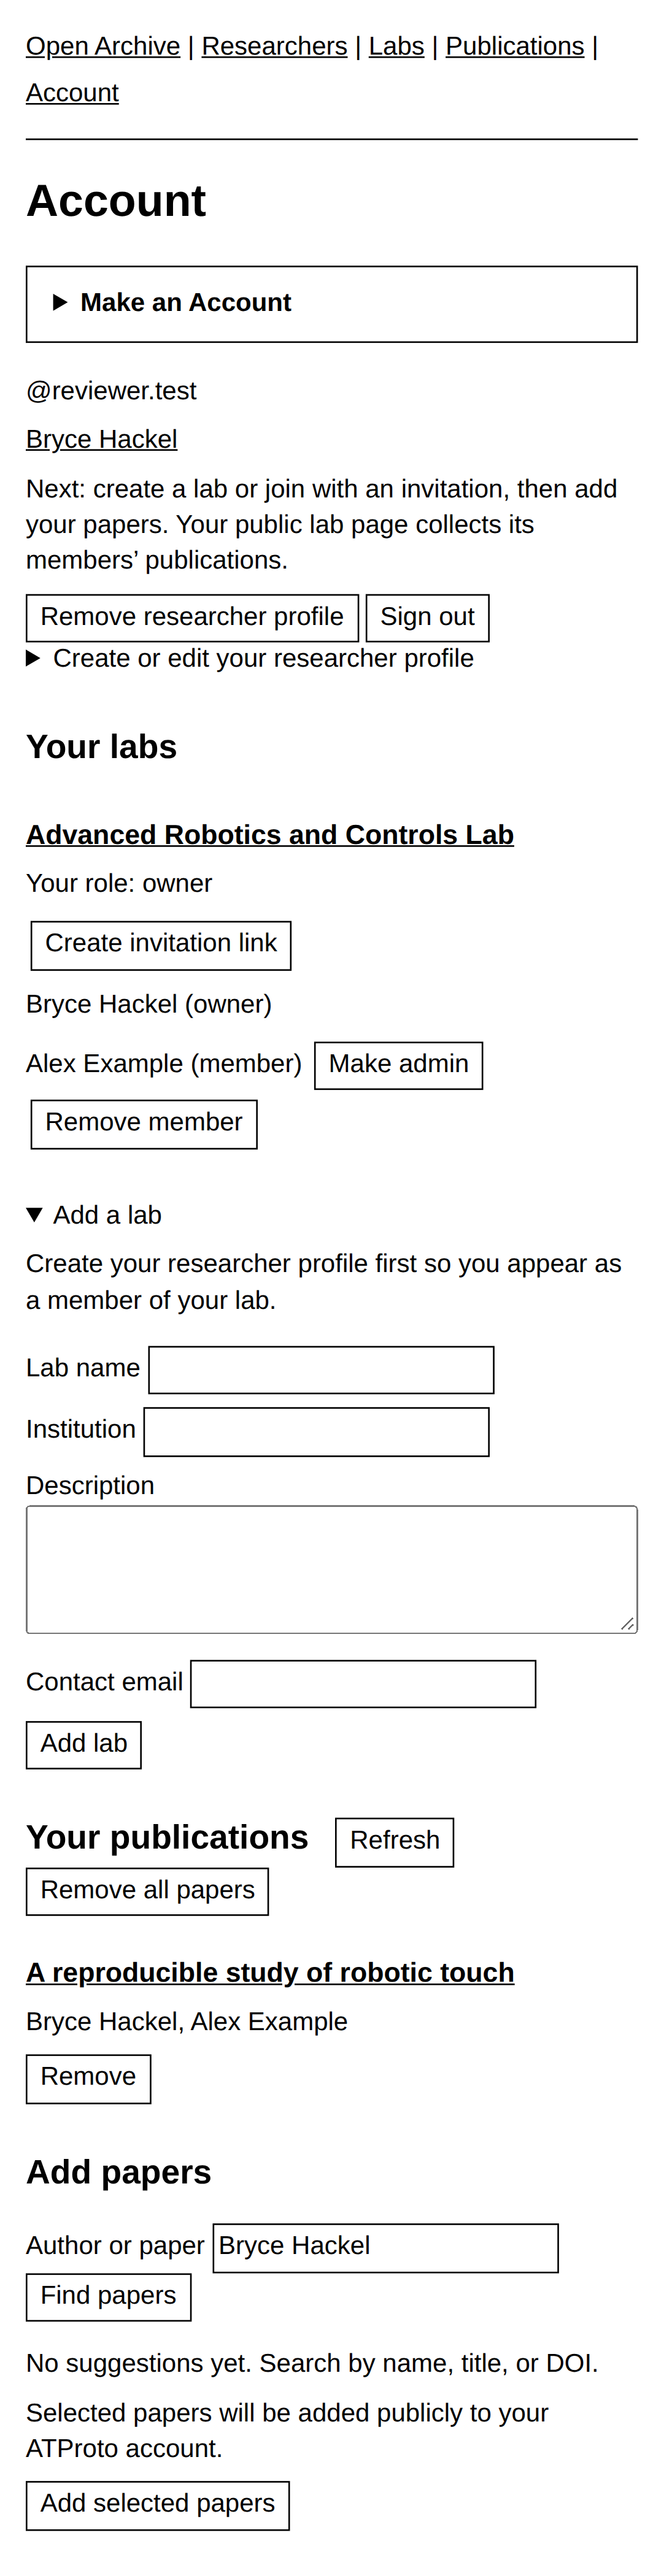 Open Archive | Researchers | Labs | Publications |
Account
Account
Make an Account
@reviewer.test
Bryce Hackel
Next: create a lab or join with an invitation, then add
your papers. Your public lab page collects its
members’ publications.
Remove researcher profile Sign out
Create or edit your researcher profile
Your labs
Advanced Robotics and Controls Lab
Your role: owner
Create invitation link
Bryce Hackel (owner)
Alex Example (member) Make admin
Remove member
Add a lab
Create your researcher profile first so you appear as
a member of your lab.
Lab name
Institution
Description
Contact email
Add lab
Your publications Refresh
Remove all papers
A reproducible study of robotic touch
Bryce Hackel, Alex Example
Remove
Add papers
Author or paper Bryce Hackel
Find papers
No suggestions yet. Search by name, title, or DOI.
Selected papers will be added publicly to your
ATProto account.
Add selected papers